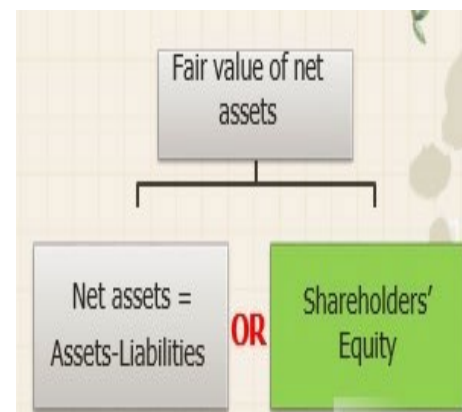 Fair value of net
assets
Net assets =
Assets-Liabilities
OR
Shareholders'
Equity